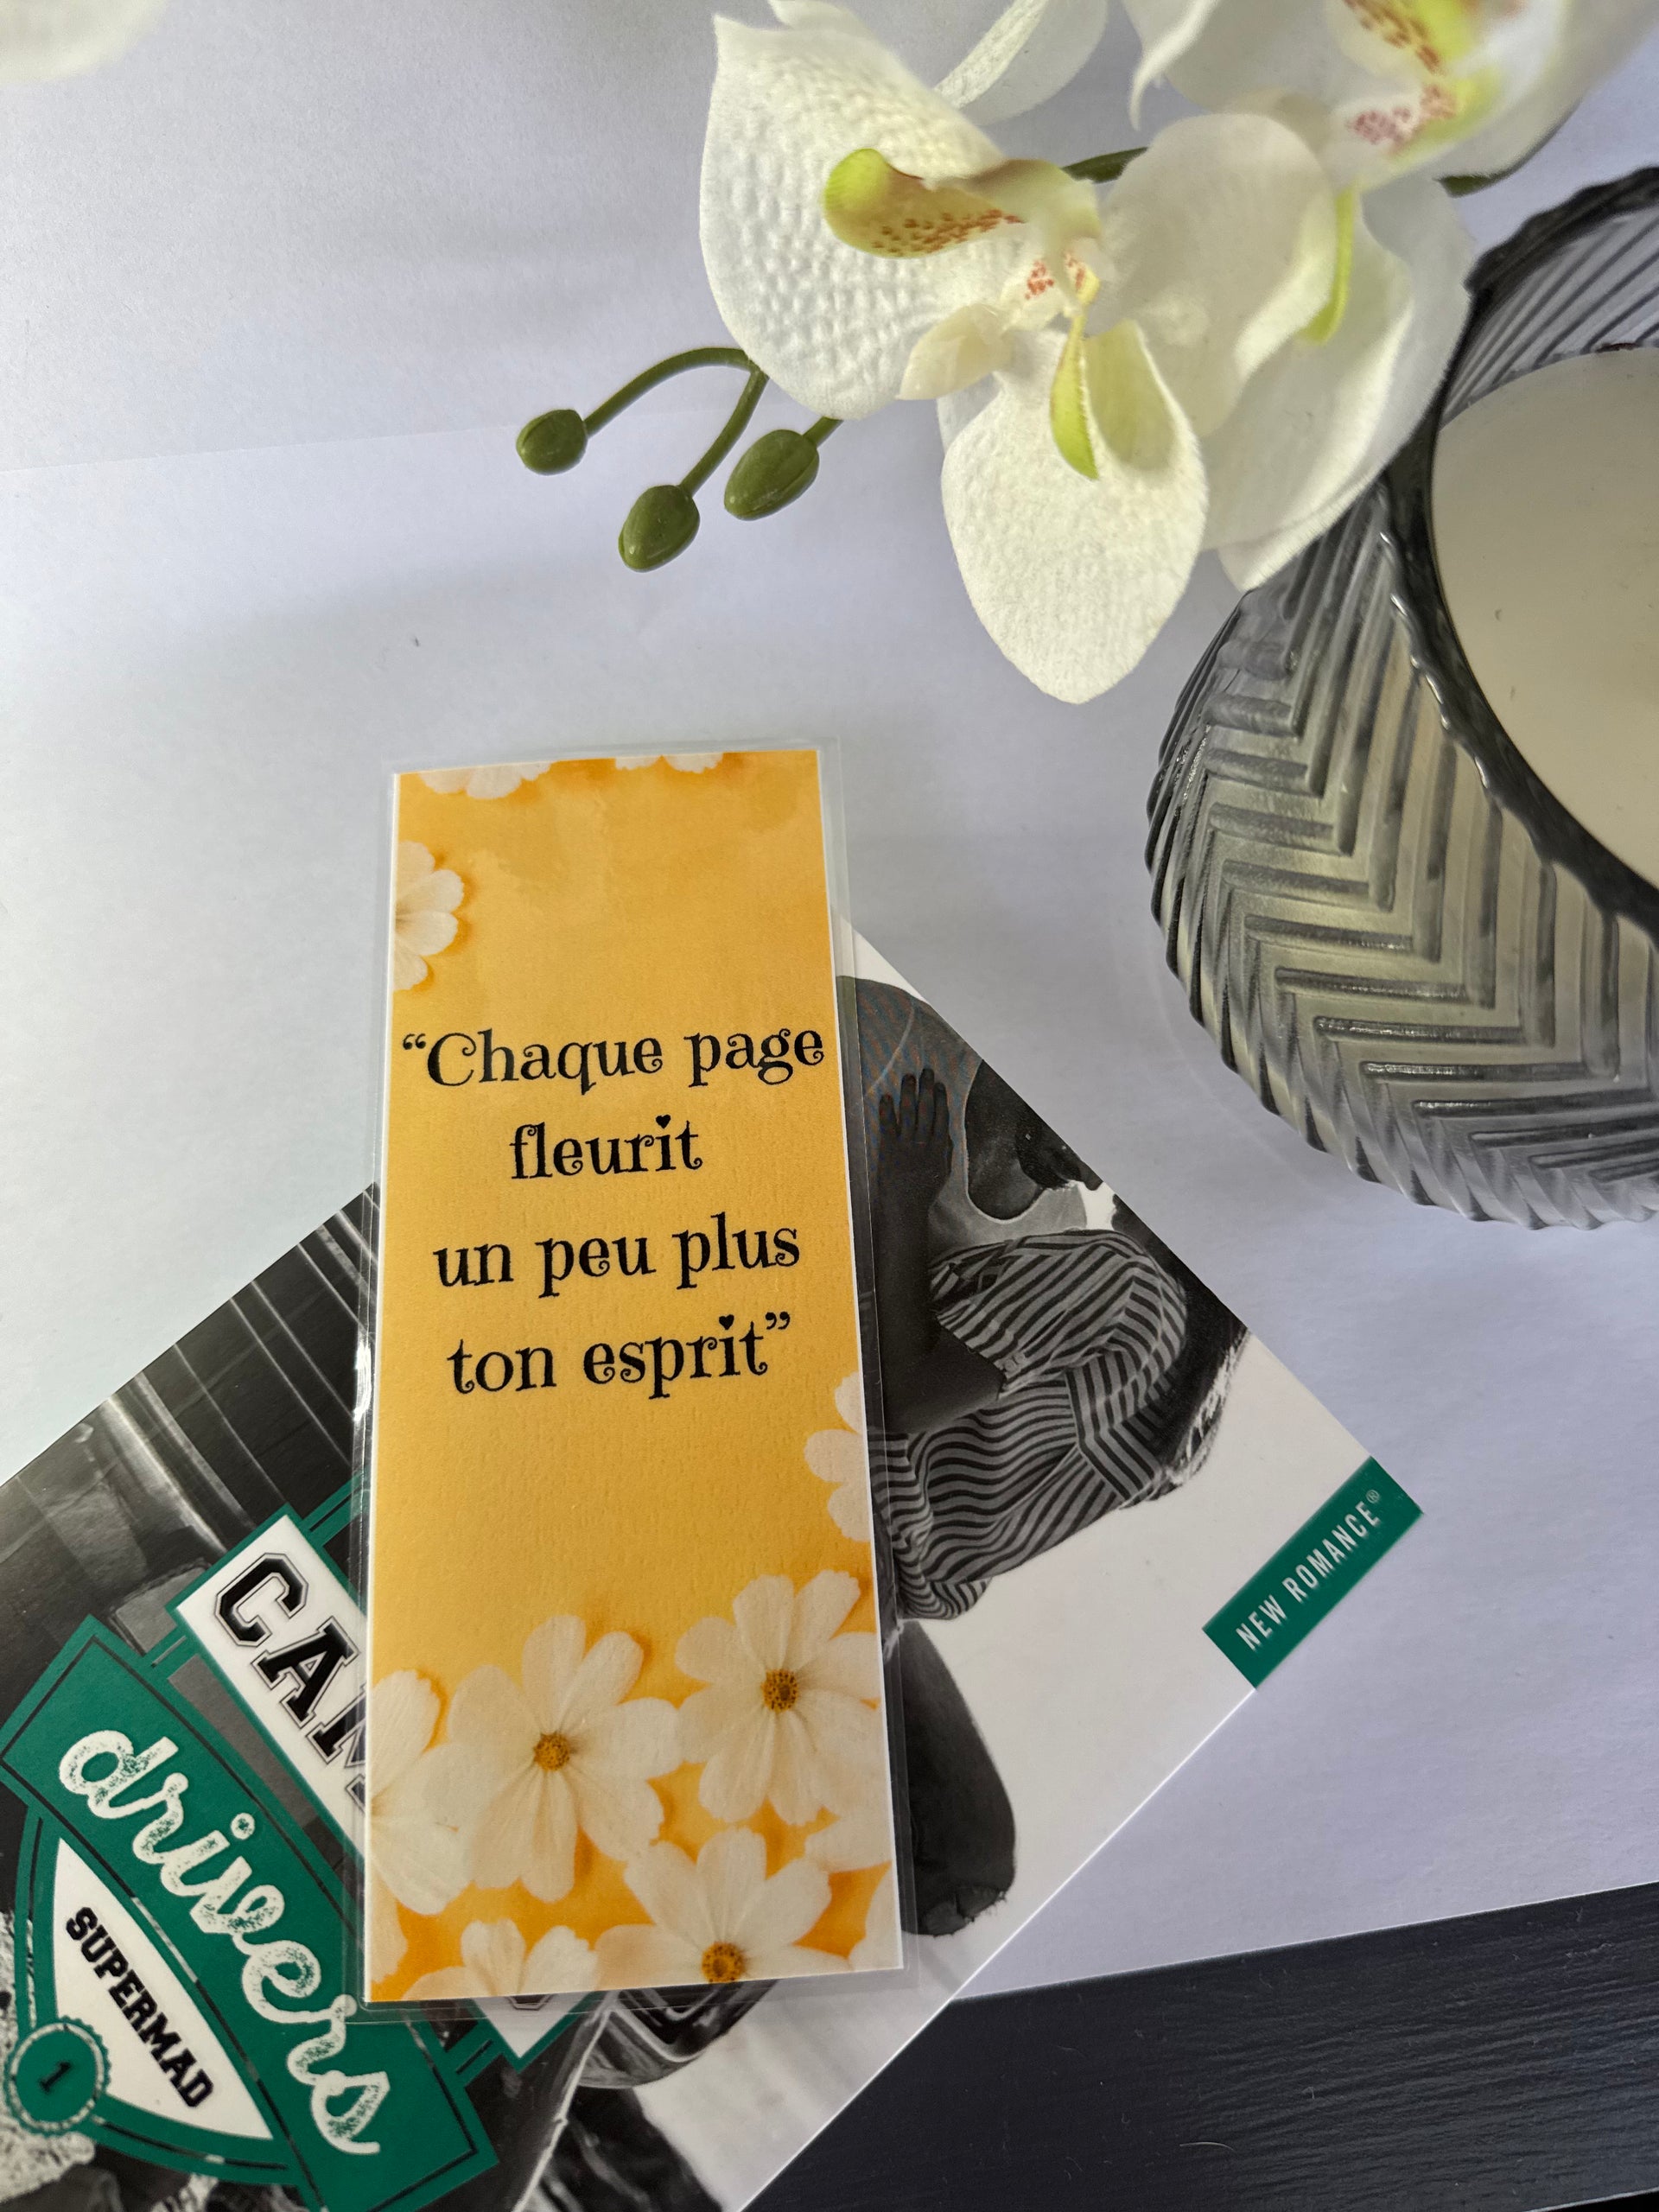 “Chaque page
fleurit
un peu plus
ton esprit”
NEW ROMANCE®
drivers
SUPERMAD
1